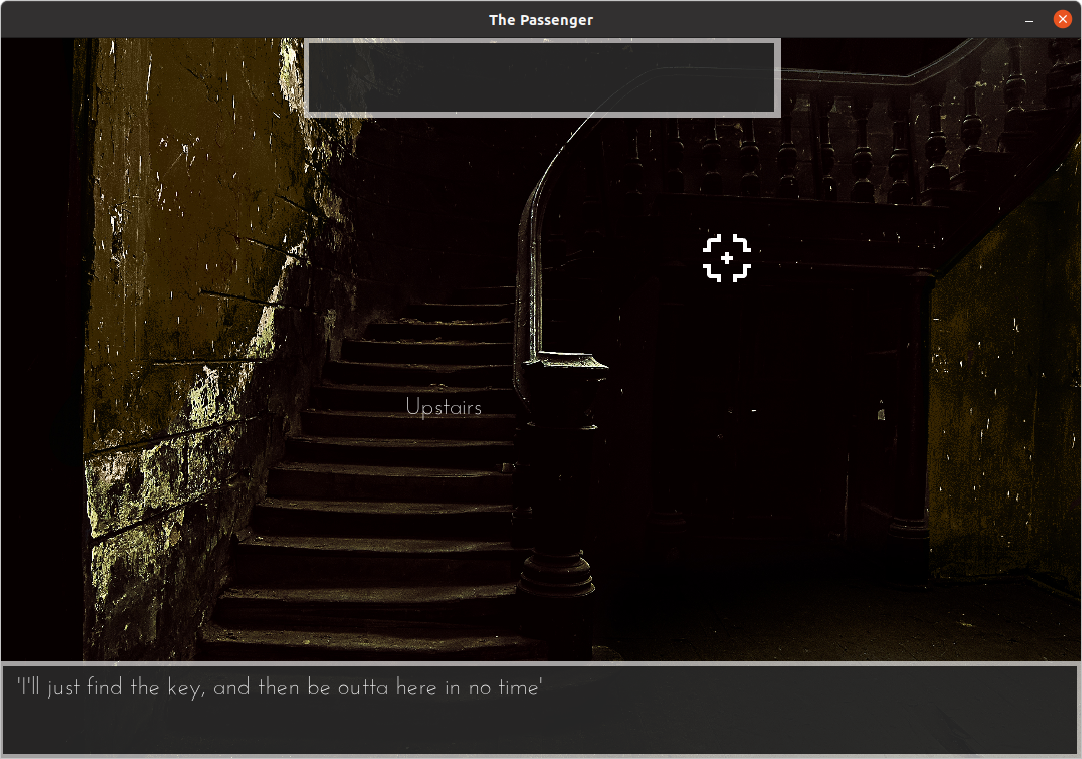 The Passenger
Upstairs
'I'll just find the key, and then be outta here in no time'